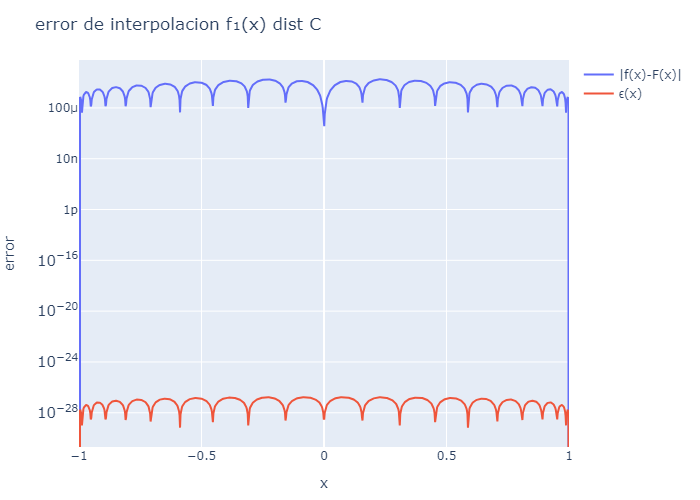 error de interpolacion f₁(x) dist C
|f(x)-F(x)|
ϵ(x)
error
100μ
10n
1p
10⁻¹⁶
10⁻²⁰
10⁻²⁴
10⁻²⁸
−1
−0.5
0
0.5
1
x